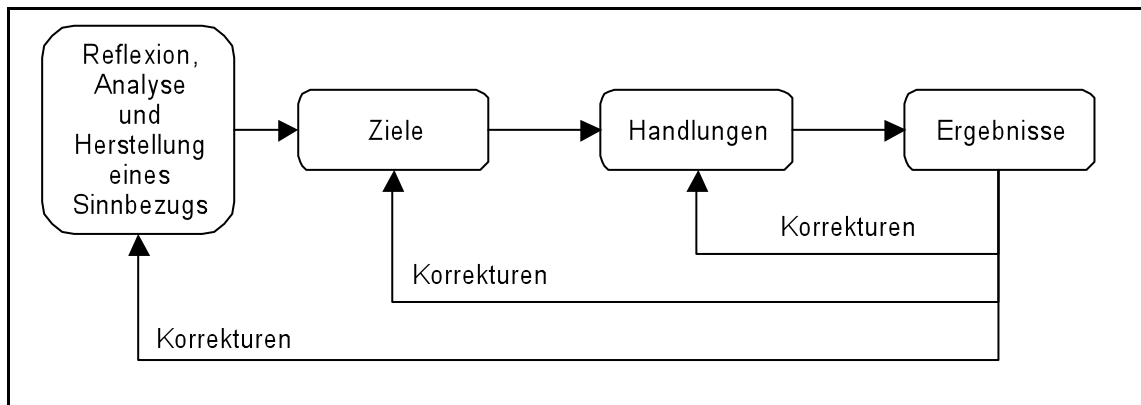 Reflexion,
Analyse
und
Herstellung
eines
Sinnbezugs
Ziele
Handlungen
Ergebnisse
Korrekturen
Korrekturen
Korrekturen